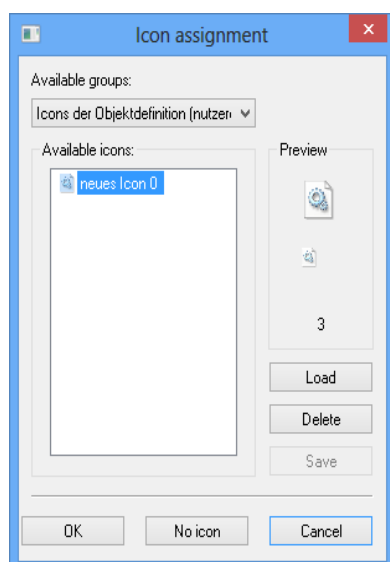 Icon assignment
Available groups:
Icons der Objektdefinition (nutzer
Available icons:
neues Icon 0
Preview
3
Load
Delete
Save
OK
No icon
Cancel